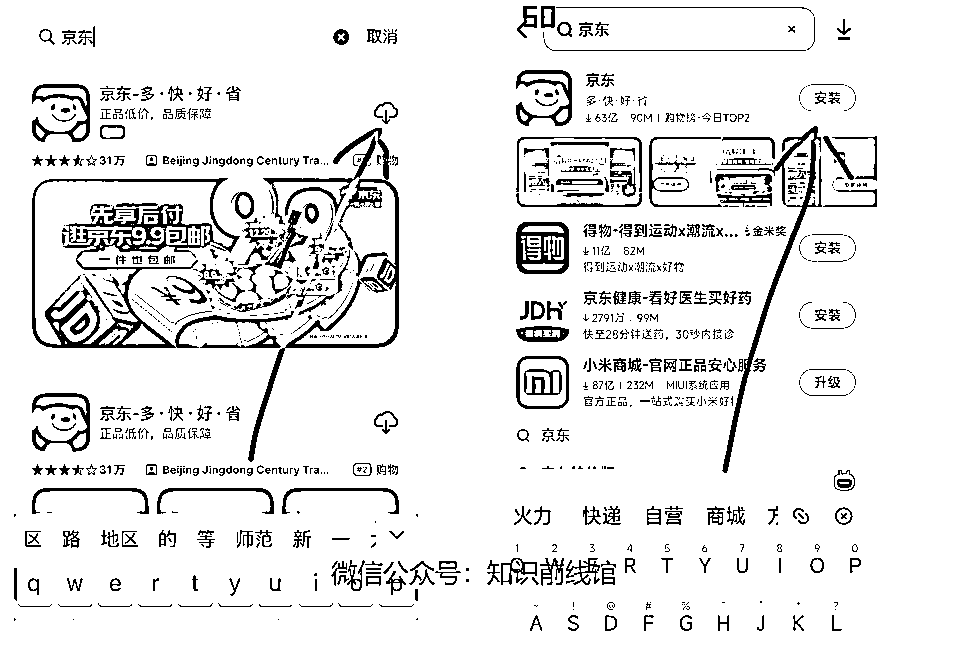 京东
取消
京东-多·快·好·省
正品低价，品质保障
31万
Beijing Jingdong Century Tra...
购物
先享后付
逛京东9.9包邮
一件也包邮
JD
京东-多·快·好·省
正品低价，品质保障
31万
Beijing Jingdong Century Tra...
#2 购物
区 路 地区 的 等 师范 新 一
q w e r t y u i o p
京东
京东
安装
多·快·好·省
63亿 90M | 购物榜-今日TOP2
得物-得到运动x潮流x... 金米奖
11亿 82M
安装
得到运动x潮流x好物
JDH
京东健康-看好医生买好药
2791万 99M
安装
快至28分钟送药，30秒内接诊
小米商城-官网正品安心服务
87亿 | 232M MIUI系统应用
升级
官方正品，一站式购买小米好
京东
火力 快递 自营 商城
1 2 3 4 5 6 7 8 9 0
Q W E R T Y U I O P
~ ! @ # %
A S D F G H J K L
微信公众号：知识前线馆